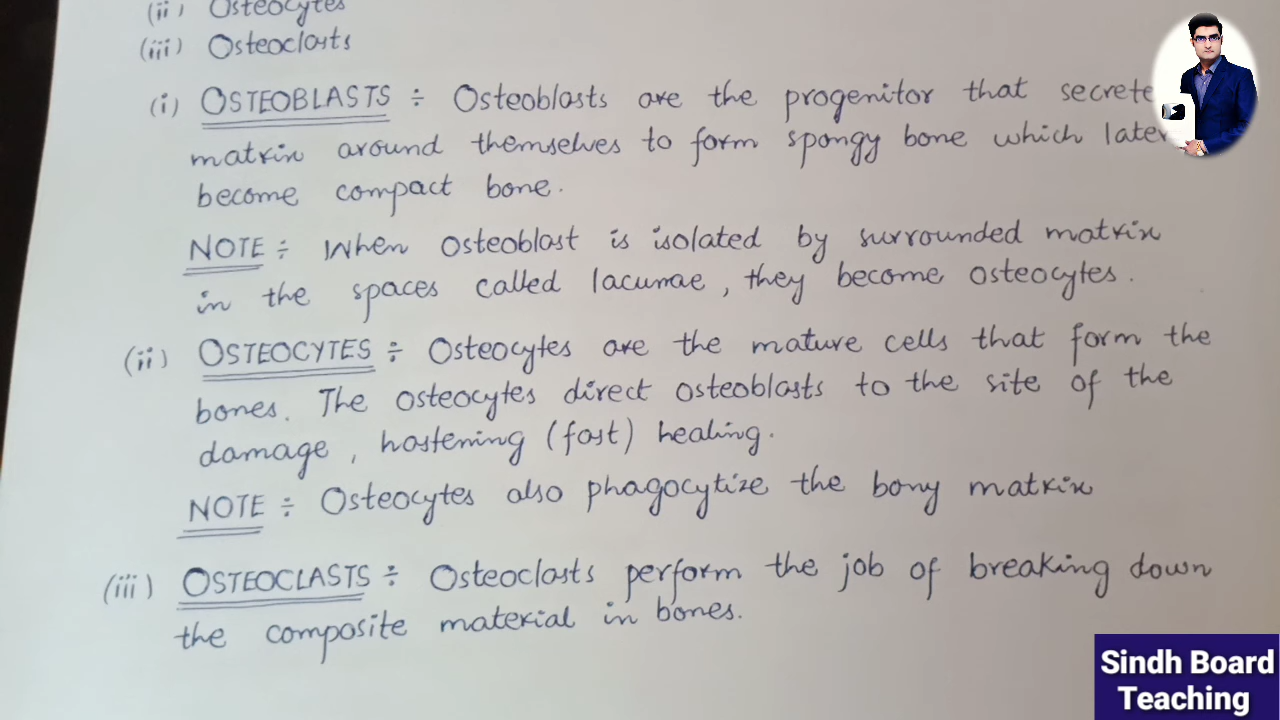 (ii) Osteocytes
(iii) Osteoclasts
(i) OSTEOBLASTS ÷ Osteoblasts are the progenitor that secrete
matrix around themselves to form spongy bone which later
become compact bone.
NOTE ÷ When osteoblast is isolated by surrounded matrix
in the spaces called lacunae, they become osteocytes.
(ii) OSTEOCYTES ÷ Osteocytes are the mature cells that form the
bones. The osteocytes direct osteoblasts to the site of the
damage, hastening (fast) healing.
NOTE ÷ Osteocytes also phagocytize the bony matrix
(iii) OSTEOCLASTS ÷ Osteoclasts perform the job of breaking down
the composite material in bones.
Sindh Board
Teaching